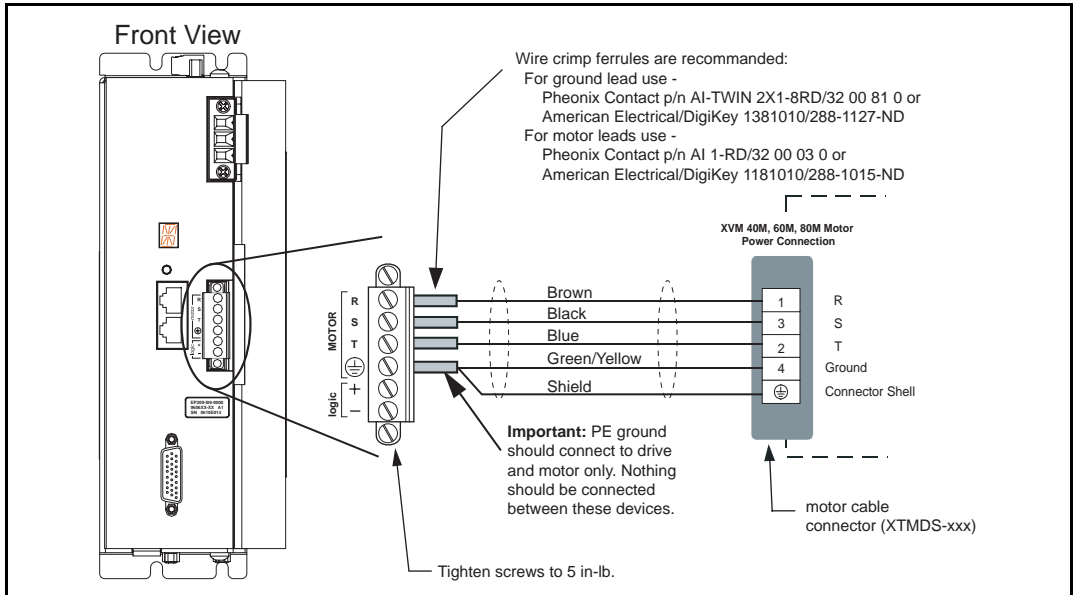 Front View
Wire crimp ferrules are recommanded:
For ground lead use -
Pheonix Contact p/n AI-TWIN 2X1-8RD/32 00 81 0 or
American Electrical/DigiKey 1381010/288-1127-ND
For motor leads use -
Pheonix Contact p/n AI 1-RD/32 00 03 0 or
American Electrical/DigiKey 1181010/288-1015-ND
XVM 40M, 60M, 80M Motor
Power Connection
MOTOR
R
S
T
logic
+
−
Brown
Black
Blue
Green/Yellow
Shield
1 R
3 S
2 T
4 Ground
Connector Shell
R
S
T
EP209-I00-0000
Important: PE ground
should connect to drive
and motor only. Nothing
should be connected
between these devices.
motor cable
connector (XTMDS-xxx)
Tighten screws to 5 in-lb.